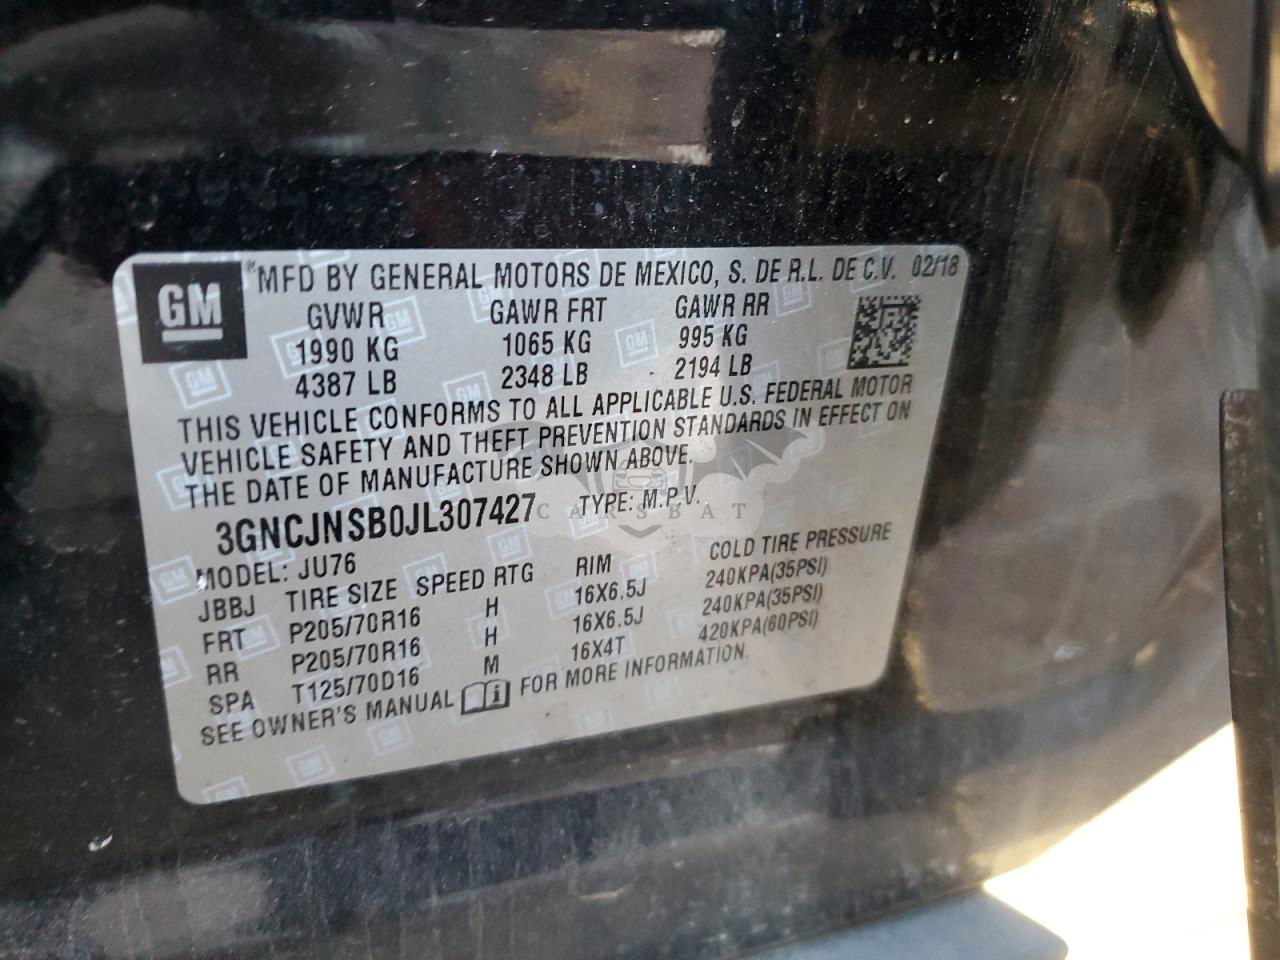 GM
MFD BY GENERAL MOTORS DE MEXICO, S. DE R.L. DE C.V. 02/18
GVWR GAWR FRT GAWR RR
1990 KG 1065 KG 995 KG
4387 LB 2348 LB 2194 LB
THIS VEHICLE CONFORMS TO ALL APPLICABLE U.S. FEDERAL MOTOR
VEHICLE SAFETY AND THEFT PREVENTION STANDARDS IN EFFECT ON
THE DATE OF MANUFACTURE SHOWN ABOVE.
3GNCJNSB0JL307427 TYPE: M.P.V.
CARSBAT
MODEL: JU76
JBBJ TIRE SIZE SPEED RTG RIM COLD TIRE PRESSURE
FRT P205/70R16 H 16X6.5J 240KPA(35PSI)
RR P205/70R16 H 16X6.5J 240KPA(35PSI)
SPA T125/70D16 M 16X4T 420KPA(60PSI)
SEE OWNER'S MANUAL FOR MORE INFORMATION.